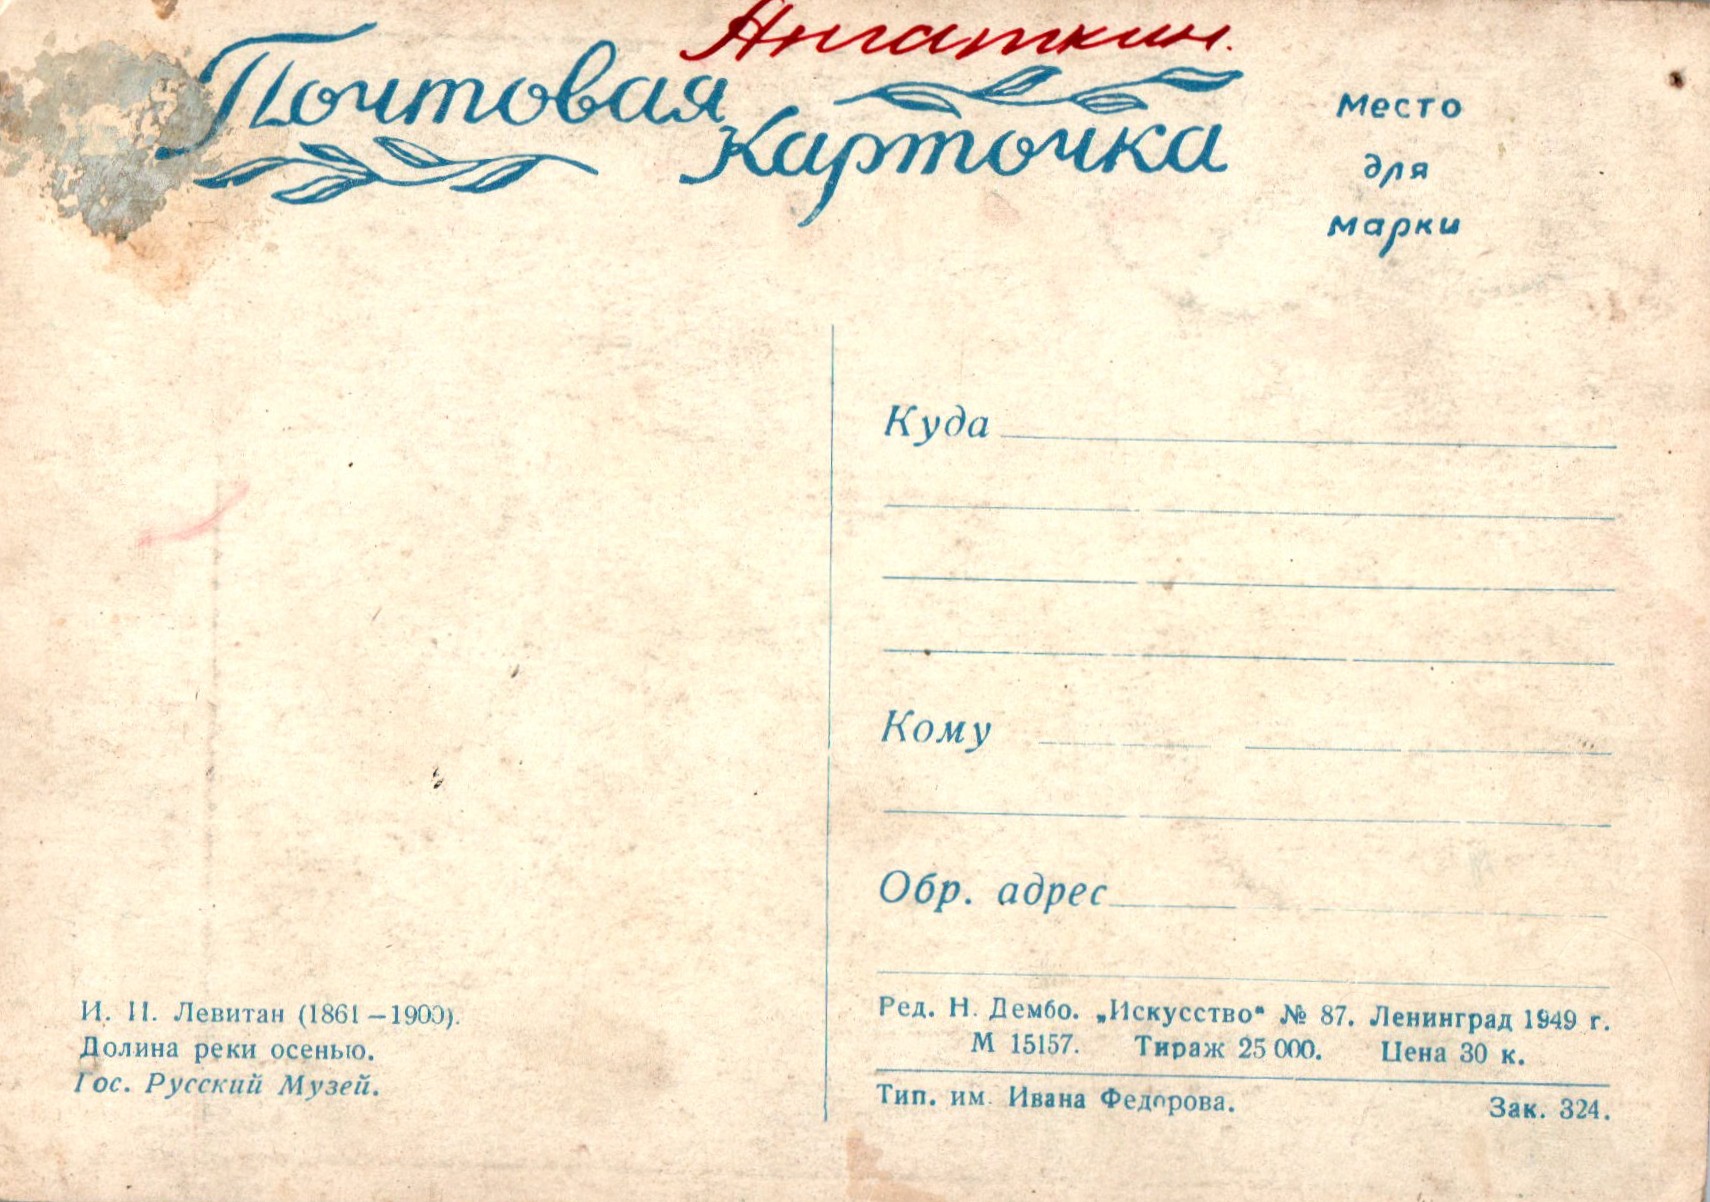 Ангаткин.
Почтовая
Карточка
Место
для
марки
Куда
Кому
Обр. адрес
И. И. Левитан (1861—1900).
Долина реки осенью.
Гос. Русский Музей.
Ред. Н. Дембо. „Искусство“ № 87. Ленинград 1949 г.
М 15157. Тираж 25 000. Цена 30 к.
Тип. им. Ивана Федорова.
Зак. 324.